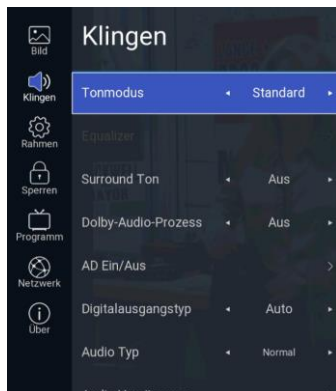 Klingen
Bild
Klingen
Rahmen
Sperren
Programm
Netzwerk
Über
Tonmodus Standard
Equalizer
Surround Ton Aus
Dolby-Audio-Prozess Aus
AD Ein/Aus
Digitalausgangstyp Auto
Audio Typ Normal